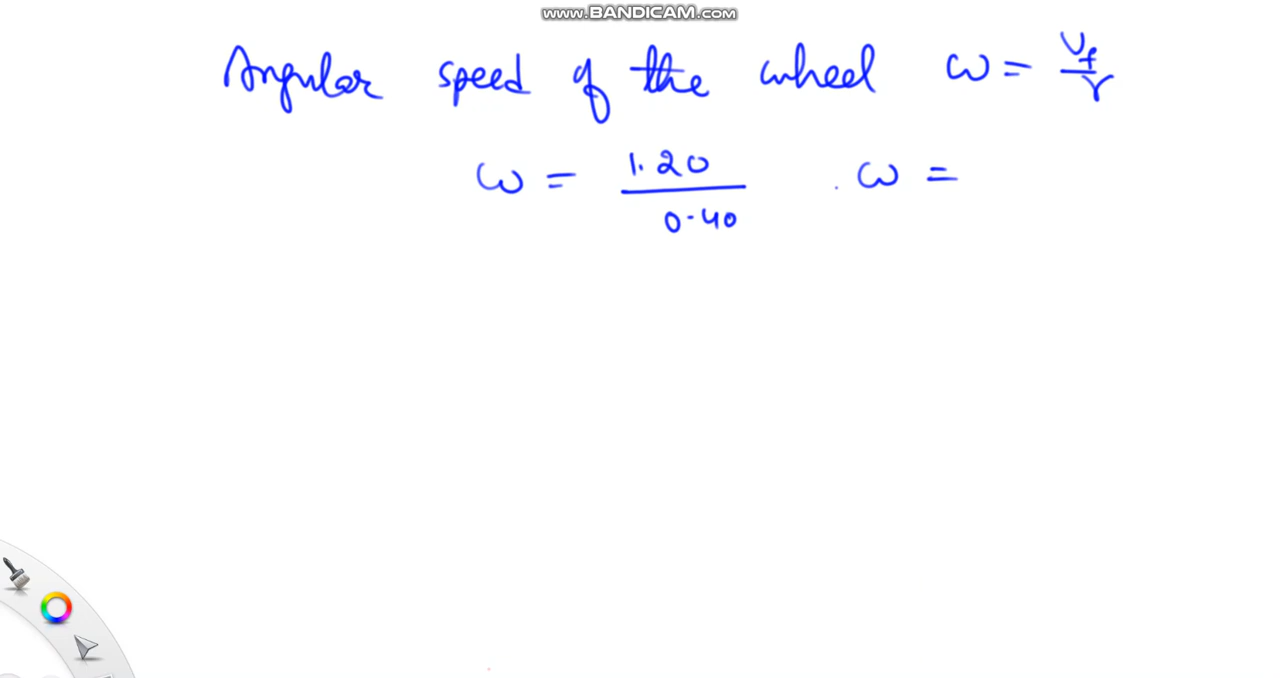 www.BANDICAM.com
Angular speed of the wheel ω = v_f/r
ω = 1.20/0.40 . ω =